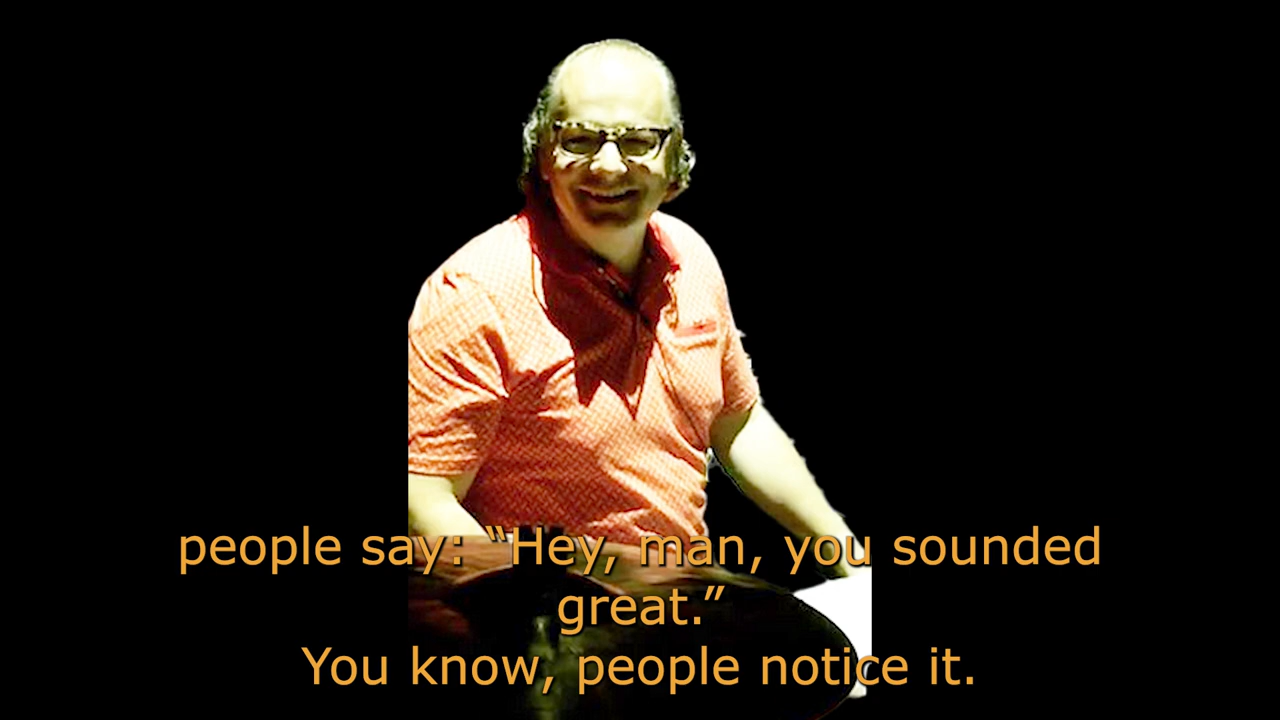 people say: “Hey, man, you sounded
great.”
You know, people notice it.